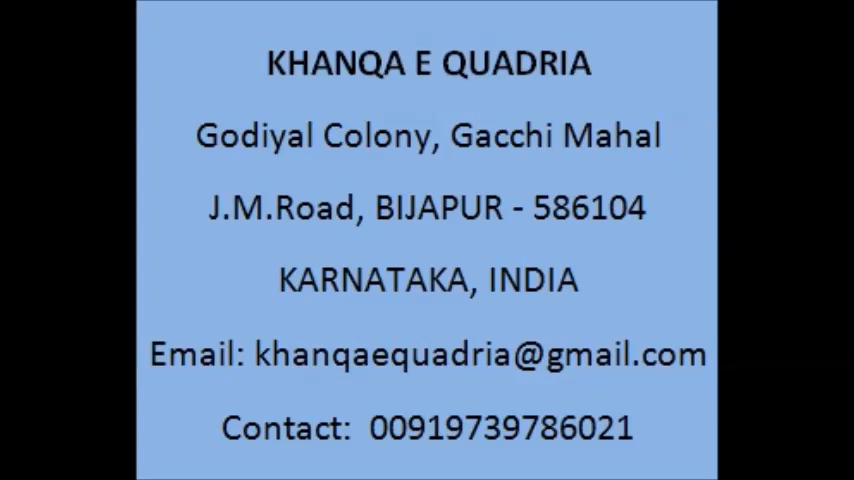 KHANQA E QUADRIA
Godiyal Colony, Gacchi Mahal
J.M.Road, BIJAPUR - 586104
KARNATAKA, INDIA
Email: khanqaequadria@gmail.com
Contact:  00919739786021